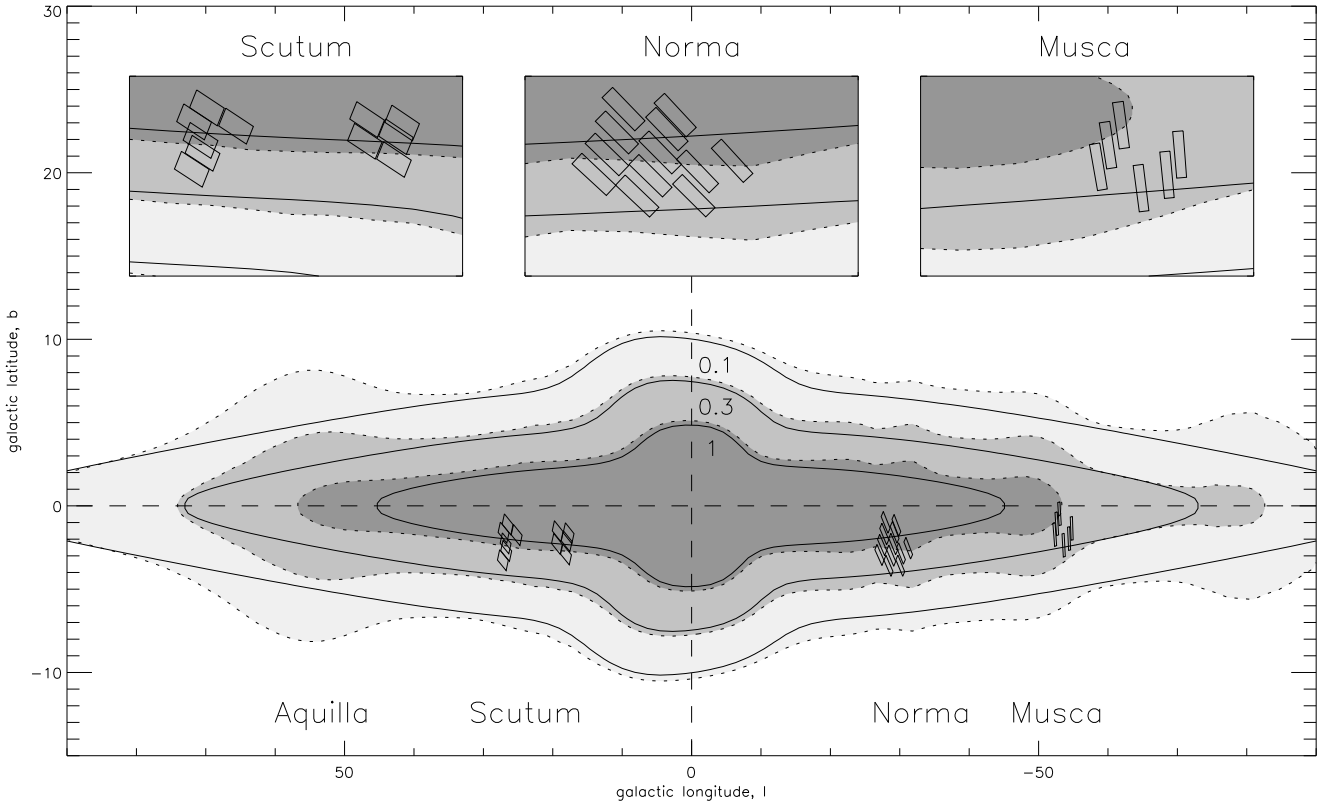 30
Scutum Norma Musca
20
10
0.1
0.3
1
galactic latitude, b
0
-10
Aquilla Scutum Norma Musca
50 0 -50
galactic longitude, l